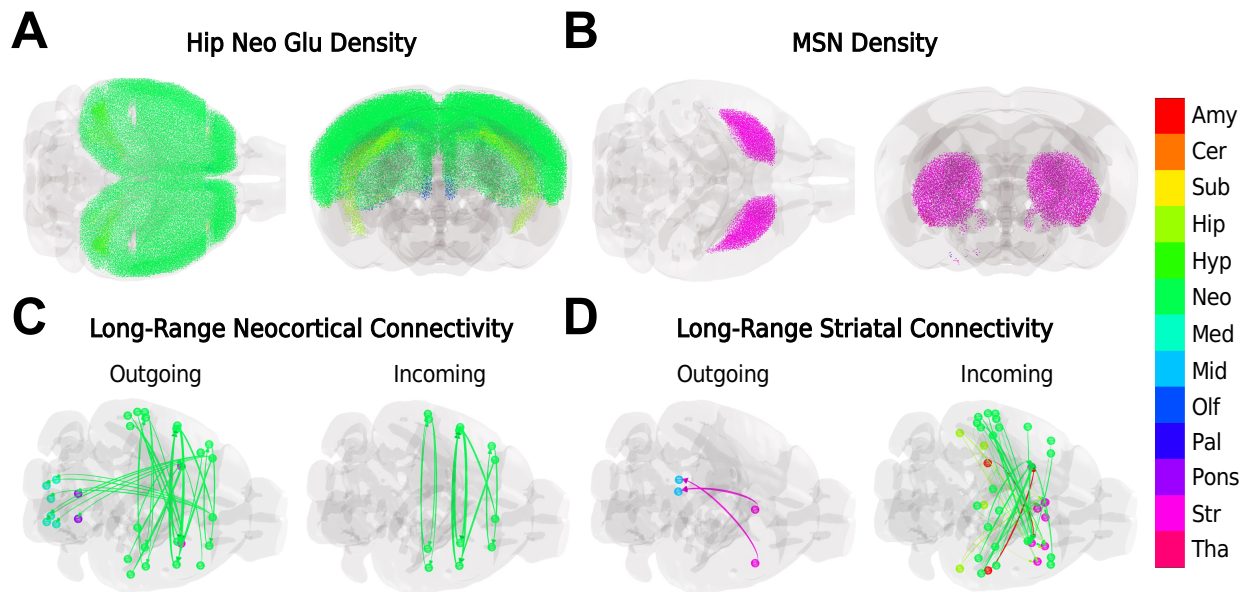 A
Hip Neo Glu Density
B
MSN Density
C
Long-Range Neocortical Connectivity
Outgoing
Incoming
D
Long-Range Striatal Connectivity
Outgoing
Incoming
Amy
Cer
Sub
Hip
Hyp
Neo
Med
Mid
Olf
Pal
Pons
Str
Tha